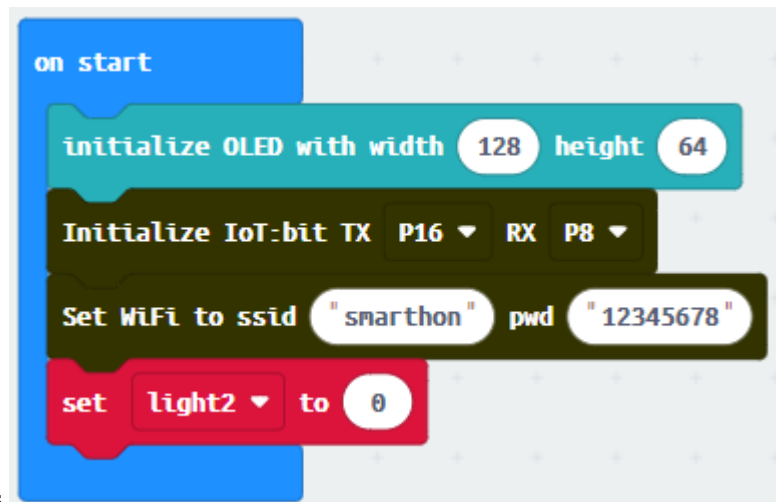 on start
initialize OLED with width 128 height 64
Initialize IoT:bit TX P16 RX P8
Set WiFi to ssid "smarthon" pwd "12345678"
set light2 to 0